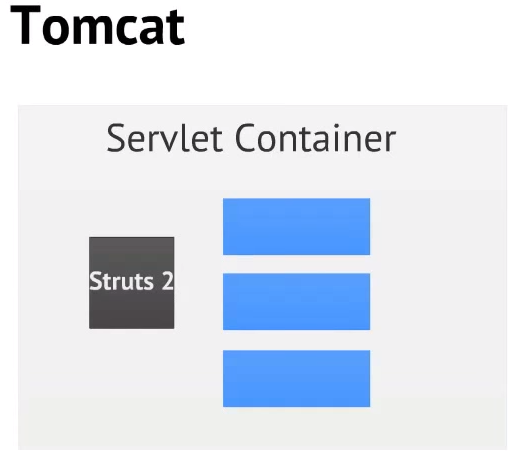 Tomcat
Servlet Container
Struts 2